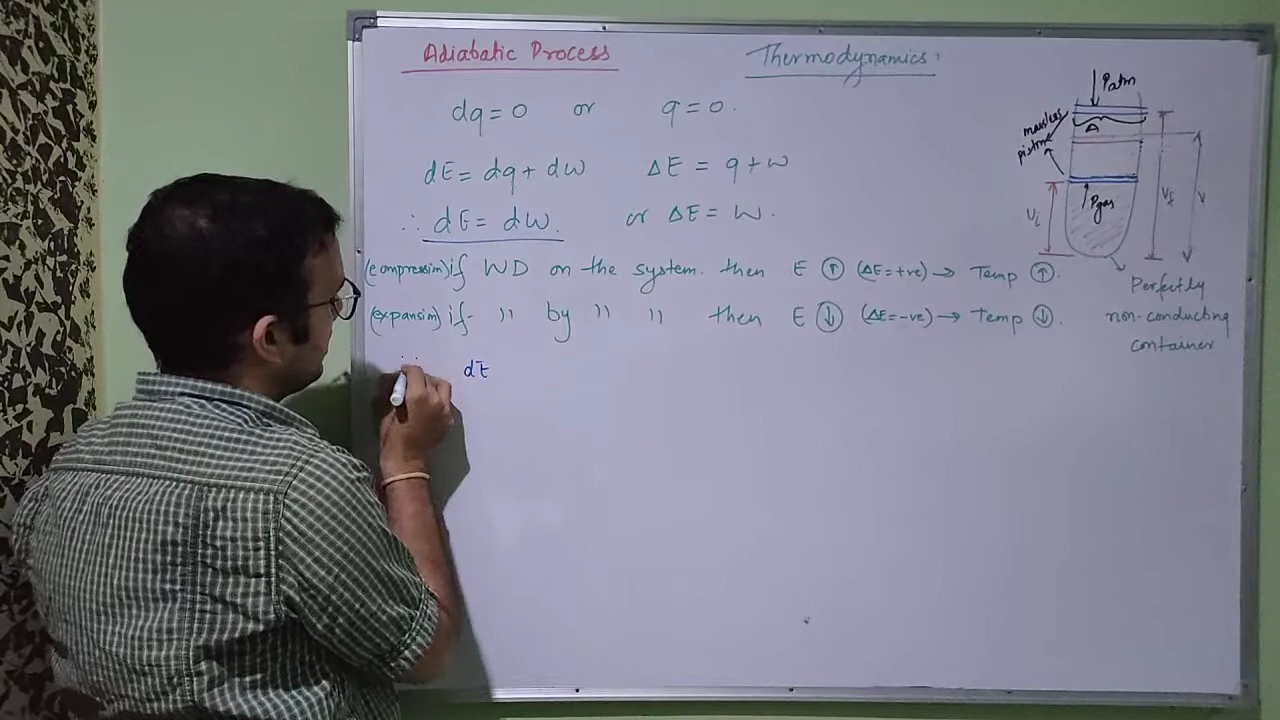 Adiabatic Process
Thermodynamics:
dq = 0 or q = 0.
dE = dq + dw ΔE = q + w
∴ dE = dw. or ΔE = W.
(compression) if WD on the system. then E ↑ (ΔE=+ve) → Temp ↑.
(expansion) if " by " " then E ↓ (ΔE=-ve) → Temp ↓.
dE
Patm
A
massless
piston
Pgas
Vi
Vf
V
Perfectly
non-conducting
container